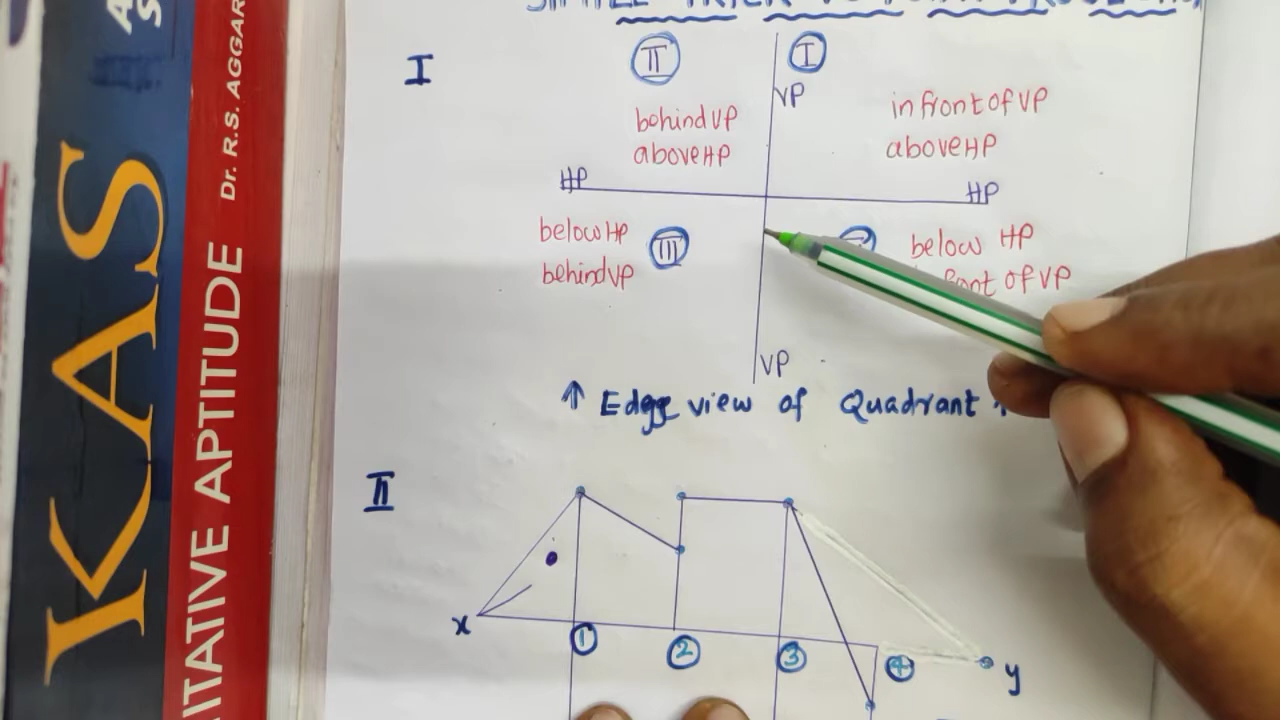 I
II
I
VP
behind VP
above HP
in front of VP
above HP
HP
HP
below HP
behind VP
III
below HP
of VP
VP
↑ Edge view of Quadrant
II
x
1
2
3
4
y
KAS
ITATIVE APTITUDE Dr. R.S. AGGAR